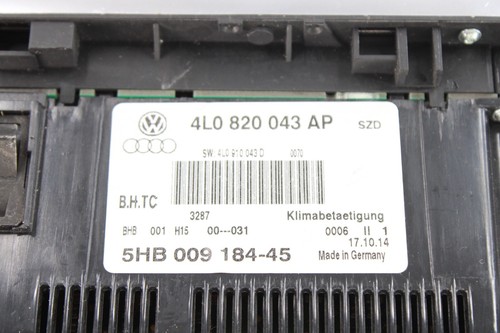 4L0 820 043 AP SZD
SW 4L0 910 043 D 0070
B.H.TC
3287 Klimabetaetigung
BHB 001 H15 00---031 0006 II 1
17.10.14
5HB 009 184-45 Made in Germany